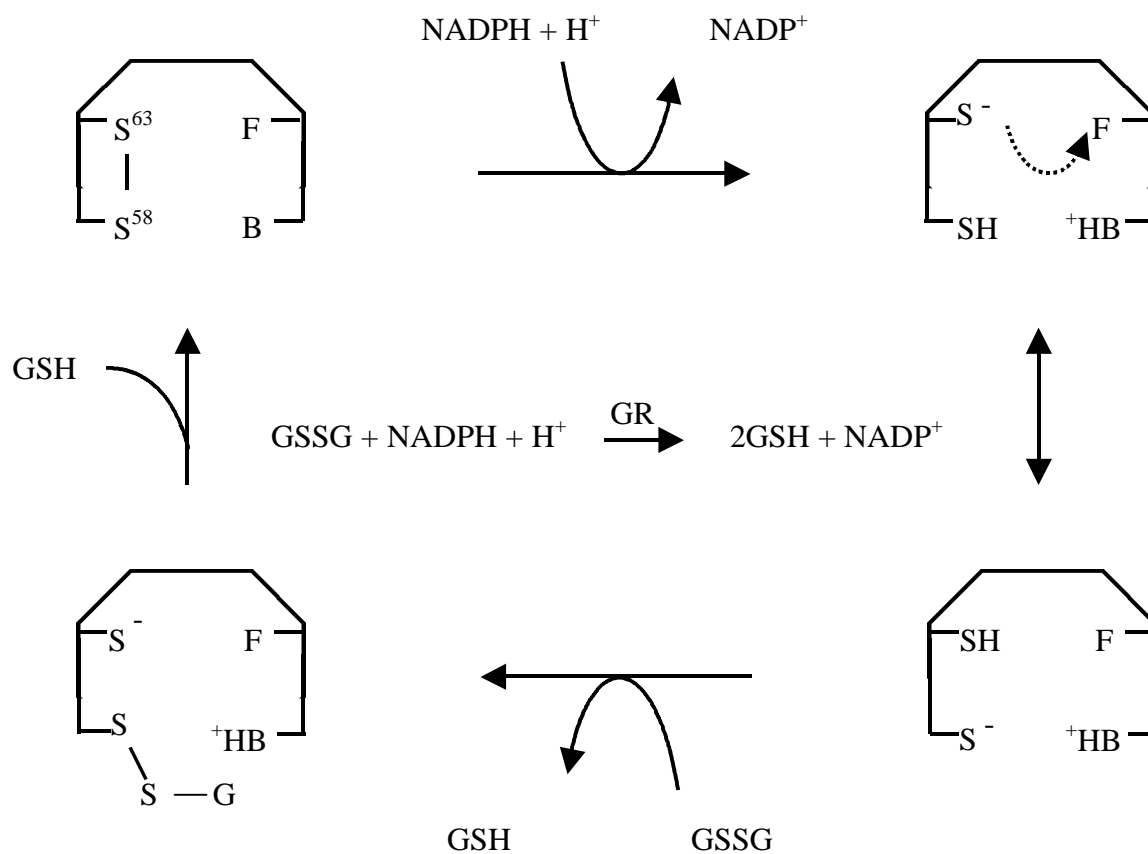 NADPH + H⁺ NADP⁺
S⁶³ F
S⁵⁸ B
S⁻ F
SH ⁺HB
GSH
GSSG + NADPH + H⁺ GR 2GSH + NADP⁺
S⁻ F
S ⁺HB
S — G
SH F
S⁻ ⁺HB
GSH GSSG